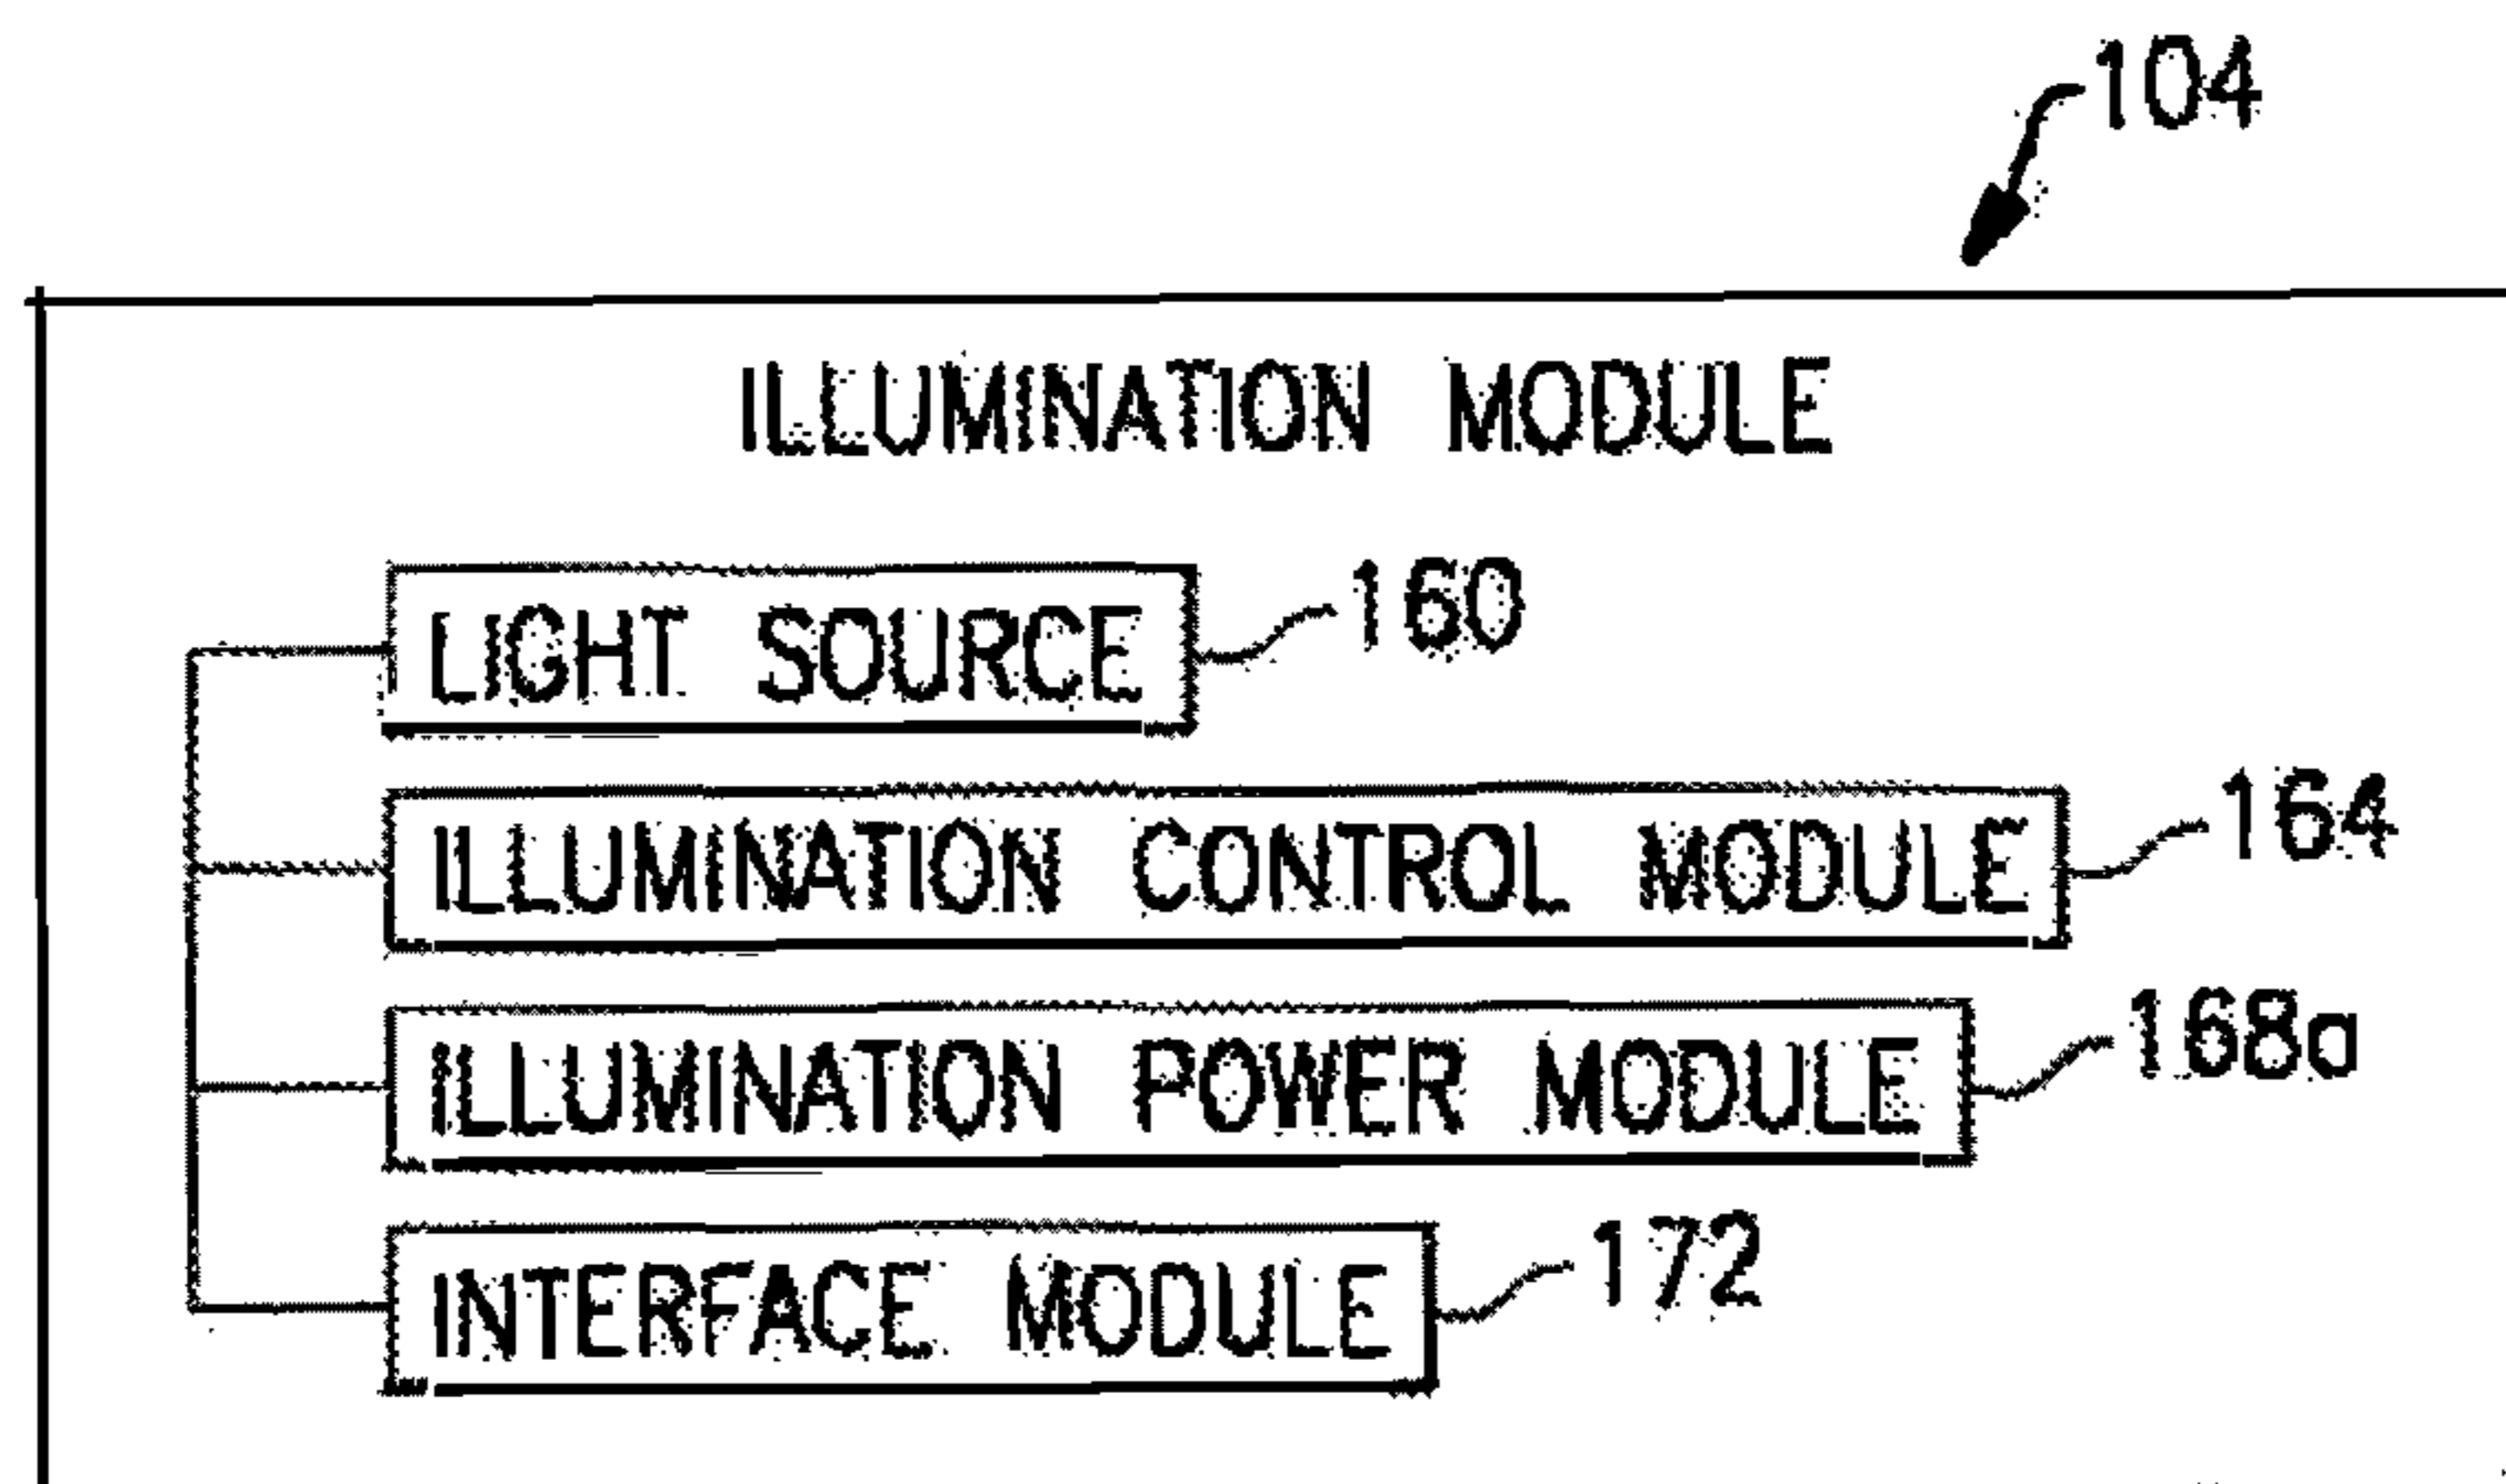 104
ILLUMINATION MODULE
LIGHT SOURCE 160
ILLUMINATION CONTROL MODULE 164
ILLUMINATION POWER MODULE 168a
INTERFACE MODULE 172